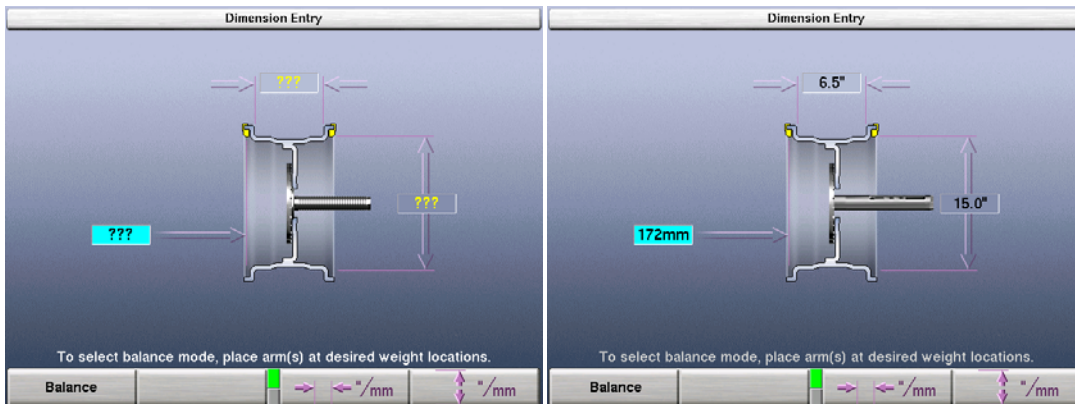 Dimension Entry
???
???
???
To select balance mode, place arm(s) at desired weight locations.
Balance
"/mm
"/mm
Dimension Entry
6.5"
15.0"
172mm
To select balance mode, place arm(s) at desired weight locations.
Balance
"/mm
"/mm